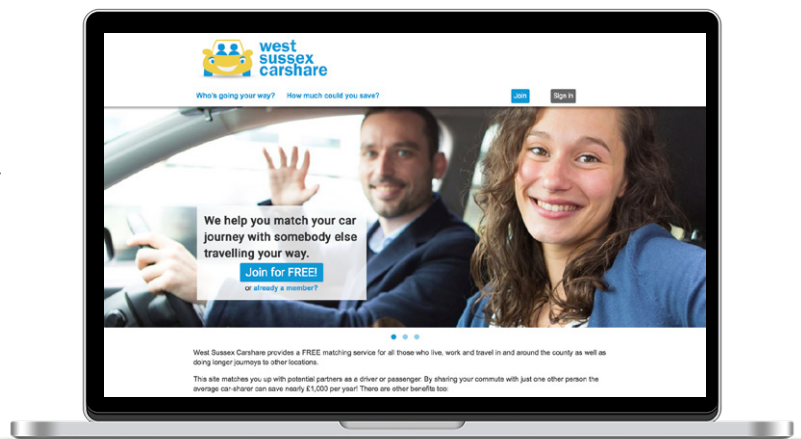 west
sussex
carshare
Who's going your way? How much could you save? Join Sign in
We help you match your car
journey with somebody else
travelling your way.
Join for FREE!
or already a member?
West Sussex Carshare provides a FREE matching service for all those who live, work and travel in and around the county as well as
doing longer journeys to other locations.
This site matches you up with potential partners as a driver or passenger. By sharing your commute with just one other person the
average car-sharer can save nearly £1,000 per year! There are other benefits too: